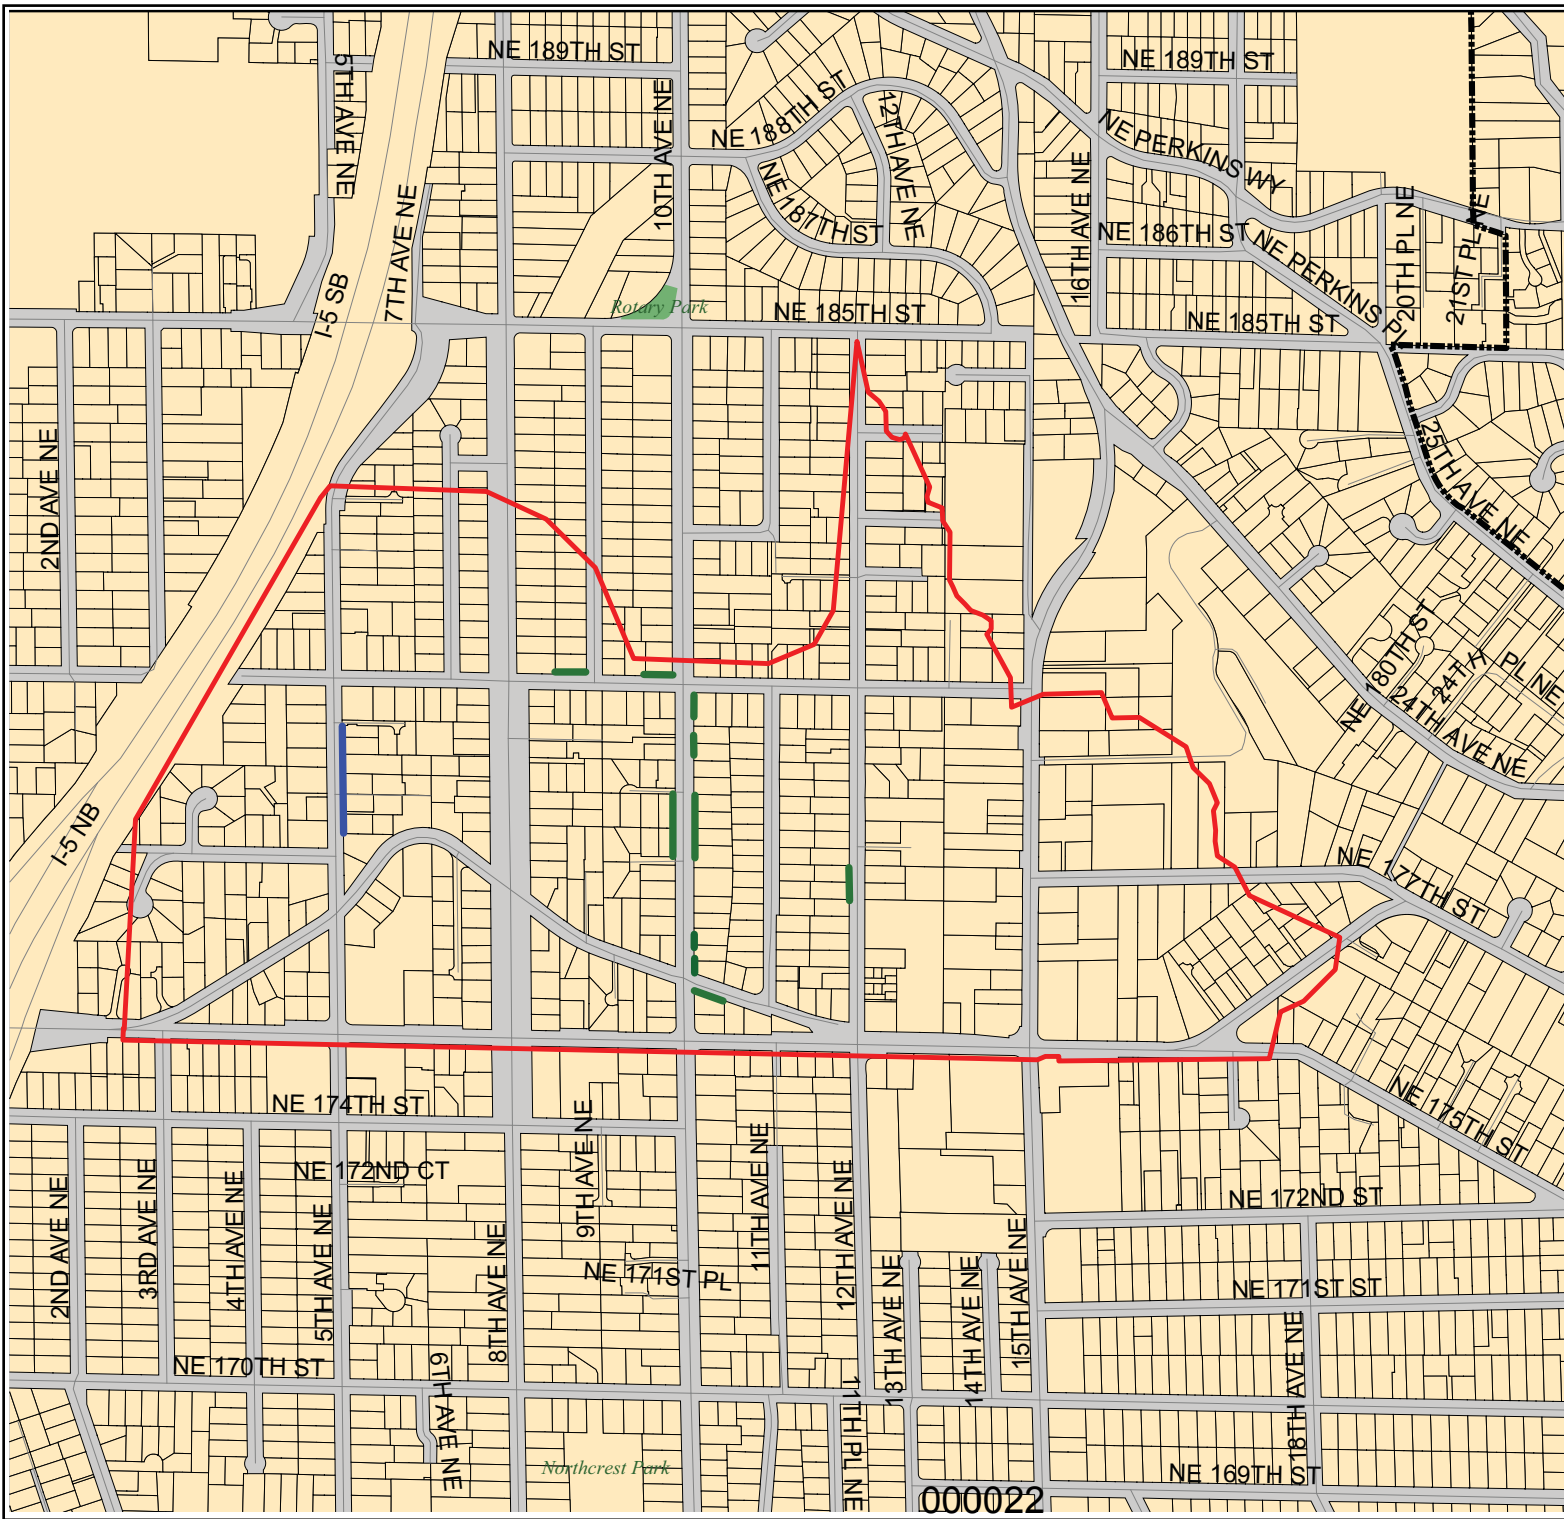 NE 189TH ST
NE 189TH ST
5TH AVE NE
10TH AVE NE
NE 188TH ST
12TH AVE NE
NE PERKINS WY
NE 187TH ST
16TH AVE NE
7TH AVE NE
NE 186TH ST
NE PERKINS PL
20TH PL NE
21ST PL NE
I-5 SB
Rotary Park
NE 185TH ST
NE 185TH ST
2ND AVE NE
25TH AVE NE
NE 180TH ST
24TH PL NE
24TH AVE NE
I-5 NB
NE 177TH ST
NE 174TH ST
NE 175TH ST
NE 172ND CT
9TH AVE NE
11TH AVE NE
12TH AVE NE
NE 172ND ST
2ND AVE NE
3RD AVE NE
4TH AVE NE
5TH AVE NE
8TH AVE NE
NE 171ST PL
13TH AVE NE
14TH AVE NE
15TH AVE NE
NE 171ST ST
18TH AVE NE
NE 170TH ST
6TH AVE NE
11TH PL NE
Northcrest Park
NE 169TH ST
000022